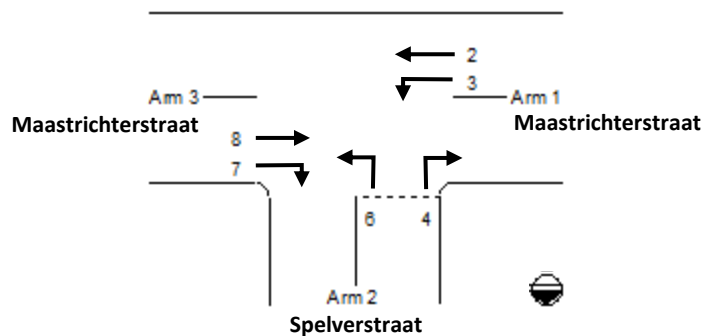 2
3
Arm 3
Arm 1
Maastrichterstraat
Maastrichterstraat
8
7
6
4
Arm 2
Spelverstraat